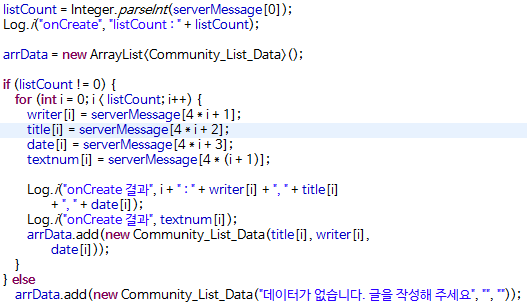 listCount = Integer.parseInt(serverMessage[0]);
Log.i("onCreate", "listCount : " + listCount);
arrData = new ArrayList<Community_List_Data>();
if (listCount != 0) {
for (int i = 0; i < listCount; i++) {
writer[i] = serverMessage[4 * i + 1];
title[i] = serverMessage[4 * i + 2];
date[i] = serverMessage[4 * i + 3];
textnum[i] = serverMessage[4 * (i + 1)];
Log.i("onCreate 결과", i + " : " + writer[i] + ", " + title[i]
+ ", " + date[i]);
Log.i("onCreate 결과", textnum[i]);
arrData.add(new Community_List_Data(title[i], writer[i],
date[i]));
}
} else
arrData.add(new Community_List_Data("데이터가 없습니다. 글을 작성해 주세요", "", ""));